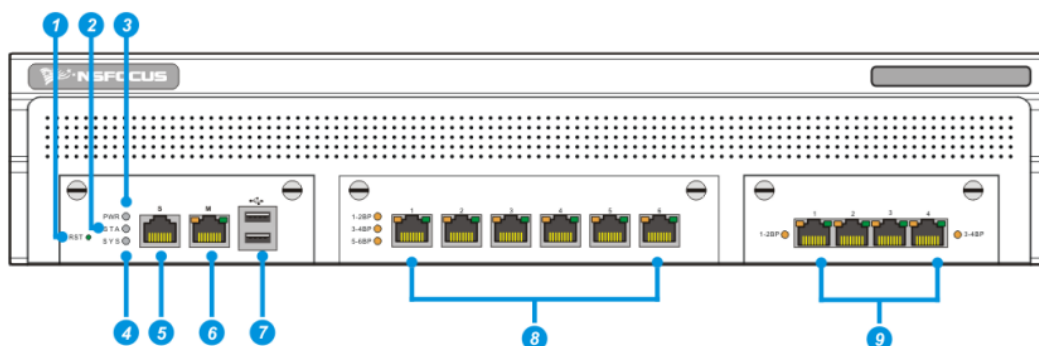 1 2 3
NSFOCUS
PWR
STA
RST
SYS
S M
1-2BP
3-4BP
5-6BP
1 2 3 4 5 6
1-2BP
1 2 3 4
3-4BP
4 5 6 7 8 9